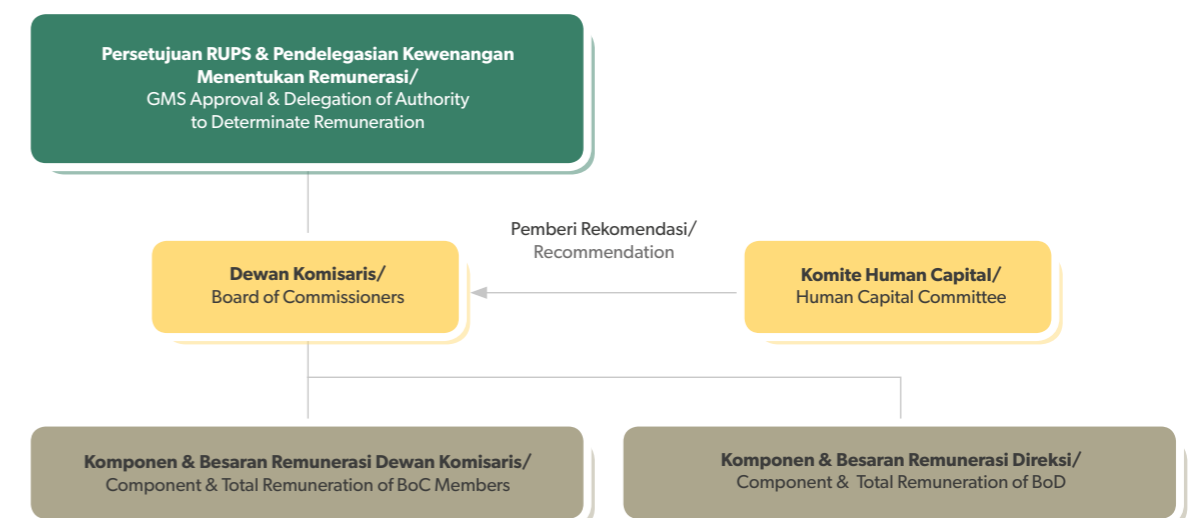 Persetujuan RUPS & Pendelegasian Kewenangan
Menentukan Remunerasi/
GMS Approval & Delegation of Authority
to Determinate Remuneration
Pemberi Rekomendasi/
Recommendation
Dewan Komisaris/
Board of Commissioners
Komite Human Capital/
Human Capital Committee
Komponen & Besaran Remunerasi Dewan Komisaris/
Component & Total Remuneration of BoC Members
Komponen & Besaran Remunerasi Direksi/
Component & Total Remuneration of BoD